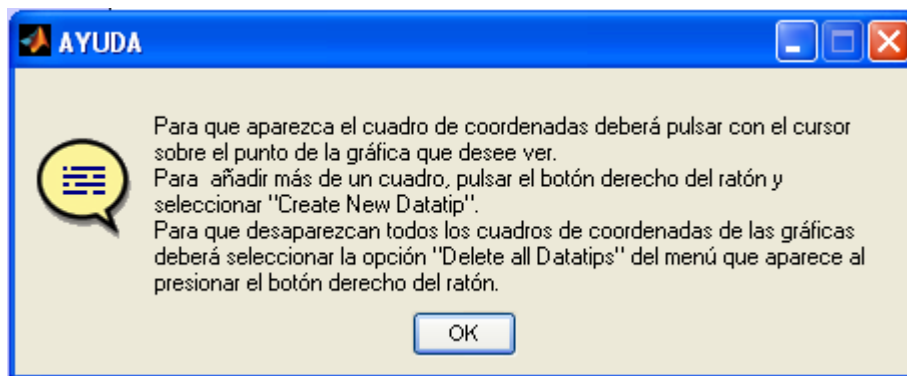 AYUDA
Para que aparezca el cuadro de coordenadas deberá pulsar con el cursor
sobre el punto de la gráfica que desee ver.
Para  añadir más de un cuadro, pulsar el botón derecho del ratón y
seleccionar "Create New Datatip".
Para que desaparezcan todos los cuadros de coordenadas de las gráficas
deberá seleccionar la opción "Delete all Datatips" del menú que aparece al
presionar el botón derecho del ratón.
OK